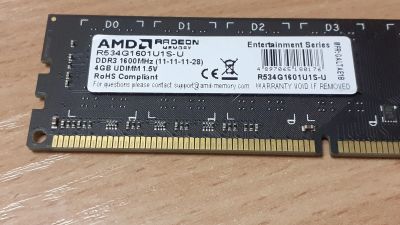 D0 D1 D2 D3
AMD RADEON
MEMORY
Entertainment Series
R534G1601U1S-U
DDR3 1600MHz (11-11-11-28)
4GB UDIMM 1.5V
RoHS Compliant
R534G1601U1S-U
For questions please contact support@amd-memory.com
WARRANTY VOID IF REMOVED